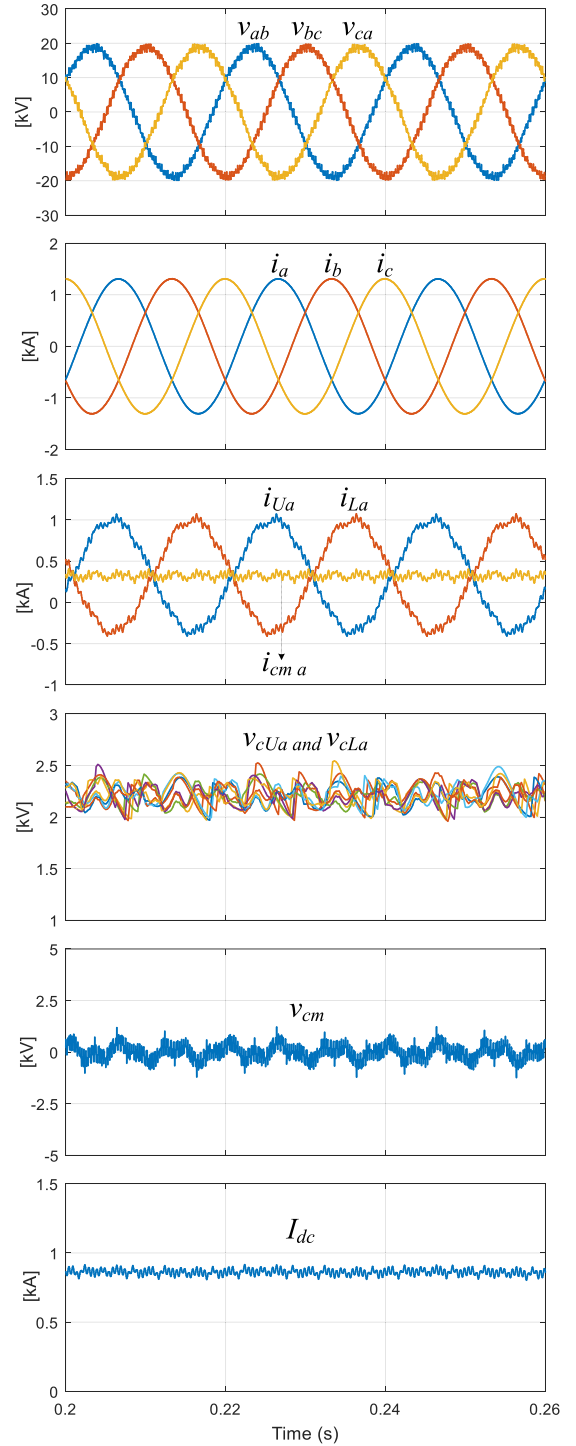 30
20
10
0
-10
-20
-30
[kV]
v_ab v_bc v_ca
2
1
0
-1
-2
[kA]
i_a i_b i_c
1.5
1
0.5
0
-0.5
-1
[kA]
i_Ua i_La
i_cm a
3
2.5
2
1.5
1
[kV]
v_cUa and v_cLa
5
2.5
0
-2.5
-5
[kV]
v_cm
1.5
1
0.5
0
[kA]
I_dc
0.2 0.22 0.24 0.26
Time (s)